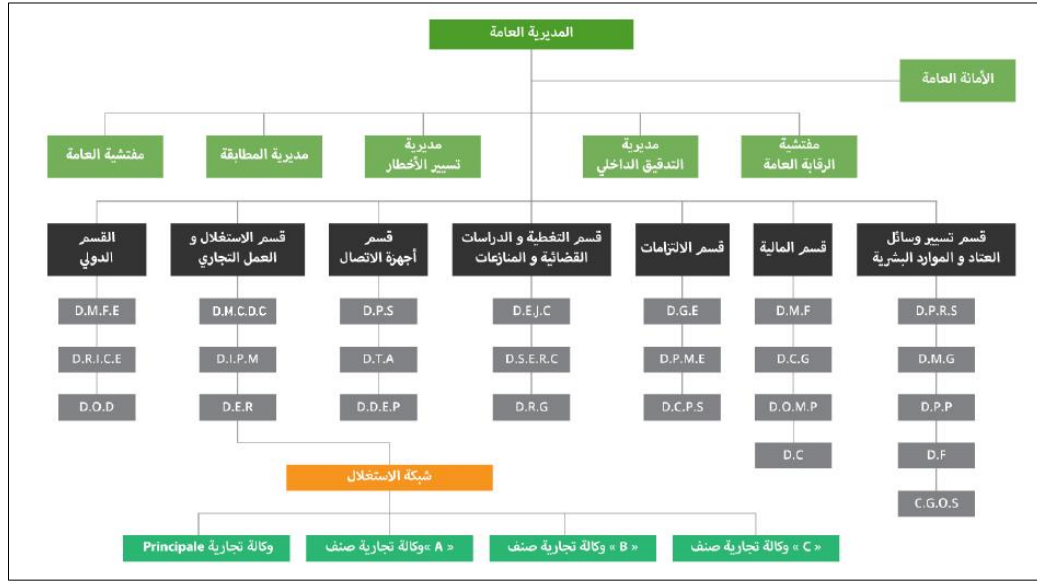 المديرية العامة
الأمانة العامة
مفتشية
الرقابة العامة
مديرية
التدقيق الداخلي
مديرية
تسيير الأخطار
مديرية المطابقة
مفتشية العامة
قسم تسيير وسائل
العتاد و الموارد البشرية
قسم المالية
قسم الالتزامات
قسم التغطية و الدراسات
القضائية و المنازعات
قسم
أجهزة الاتصال
قسم الاستغلال و
العمل التجاري
القسم
الدولي
D.P.R.S
D.M.G
D.P.P
D.F
C.G.O.S
D.M.F
D.C.G
D.O.M.P
D.C
D.G.E
D.P.M.E
D.C.P.S
D.E.J.C
D.S.E.R.C
D.R.G
D.P.S
D.T.A
D.D.E.P
D.M.C.D.C
D.I.P.M
D.E.R
D.M.F.E
D.R.I.C.E
D.O.D
شبكة الاستغلال
« C » وكالة تجارية صنف
« B » وكالة تجارية صنف
« A »وكالة تجارية صنف
وكالة تجارية Principale